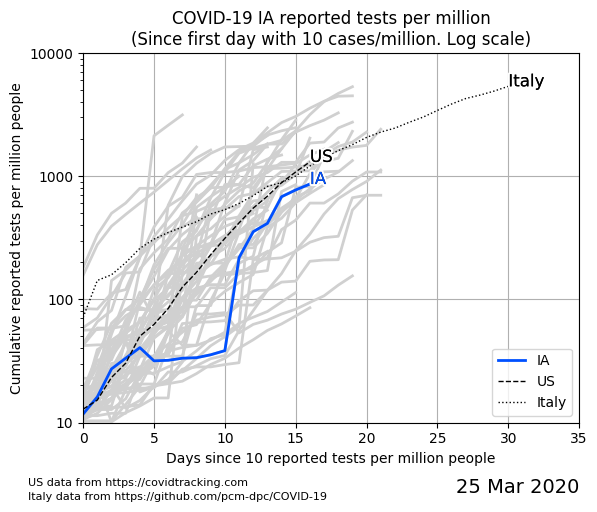 COVID-19 IA reported tests per million
(Since first day with 10 cases/million. Log scale)
Cumulative reported tests per million people
10000
1000
100
10
Italy
US
IA
IA
US
Italy
0
5
10
15
20
25
30
35
Days since 10 reported tests per million people
US data from https://covidtracking.com
Italy data from https://github.com/pcm-dpc/COVID-19
25 Mar 2020